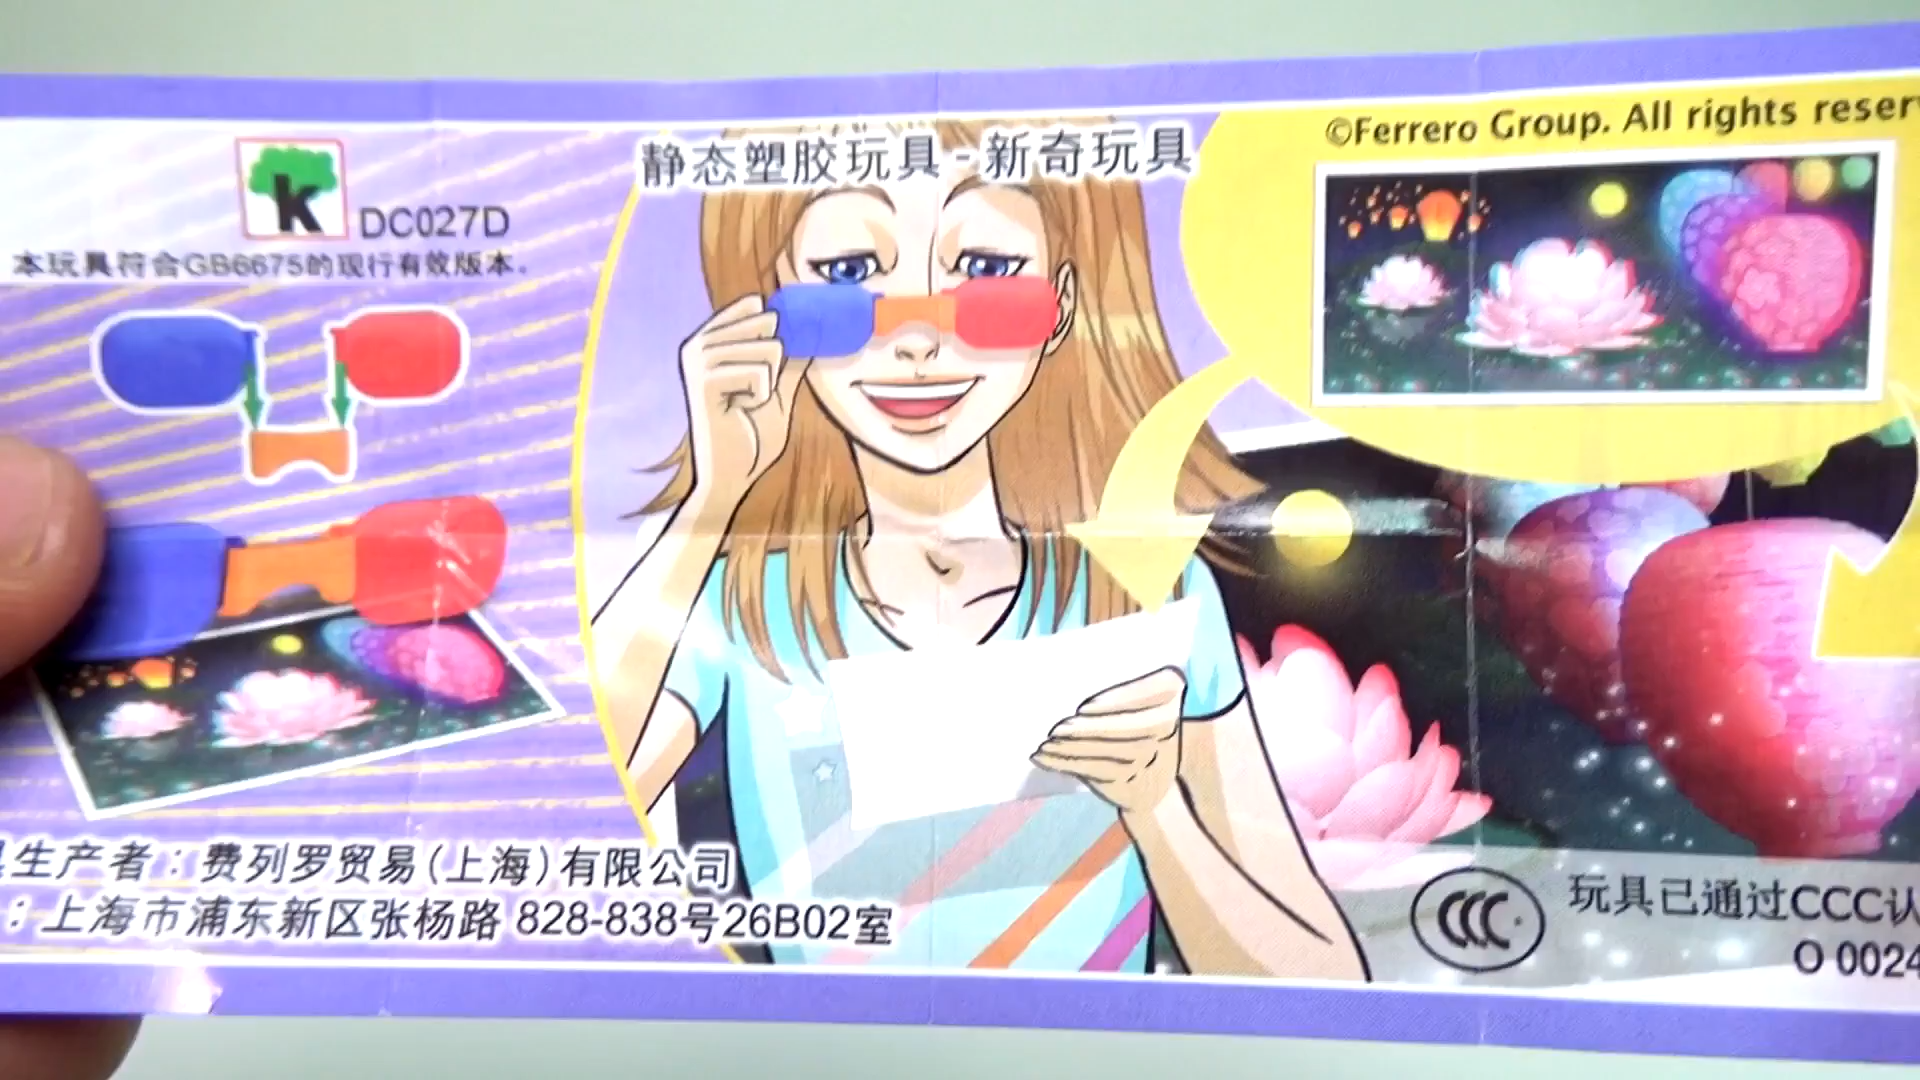 ©Ferrero Group. All rights reser
静态塑胶玩具-新奇玩具
k DC027D
本玩具符合GB6675的现行有效版本.
生产者：费列罗贸易(上海)有限公司
：上海市浦东新区张杨路 828-838号26B02室
CCC 玩具已通过CCC认
O 0024